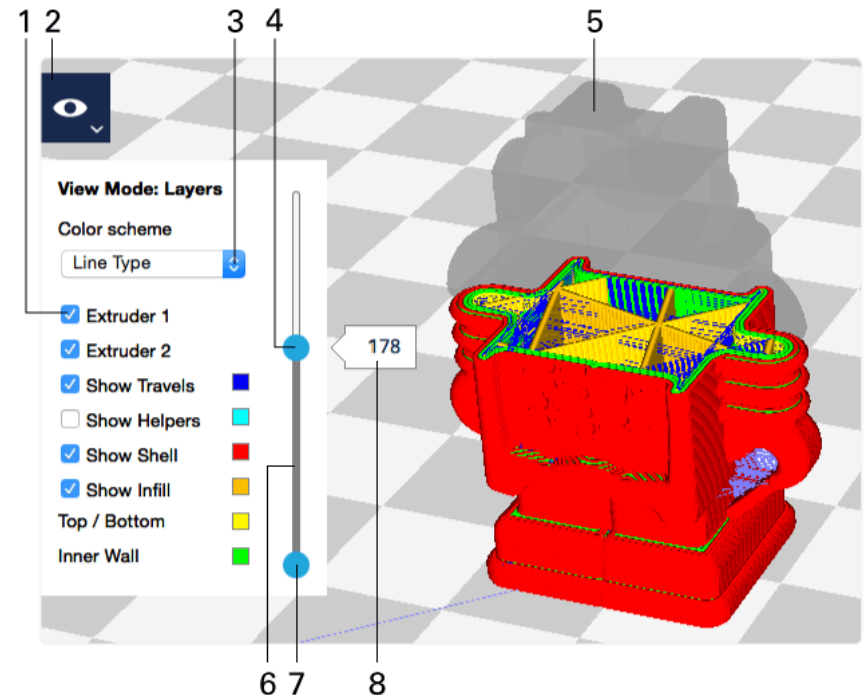 1 2 3 4 5
View Mode: Layers
Color scheme
Line Type
Extruder 1
178
Extruder 2
Show Travels
Show Helpers
Show Shell
Show Infill
Top / Bottom
Inner Wall
6 7 8